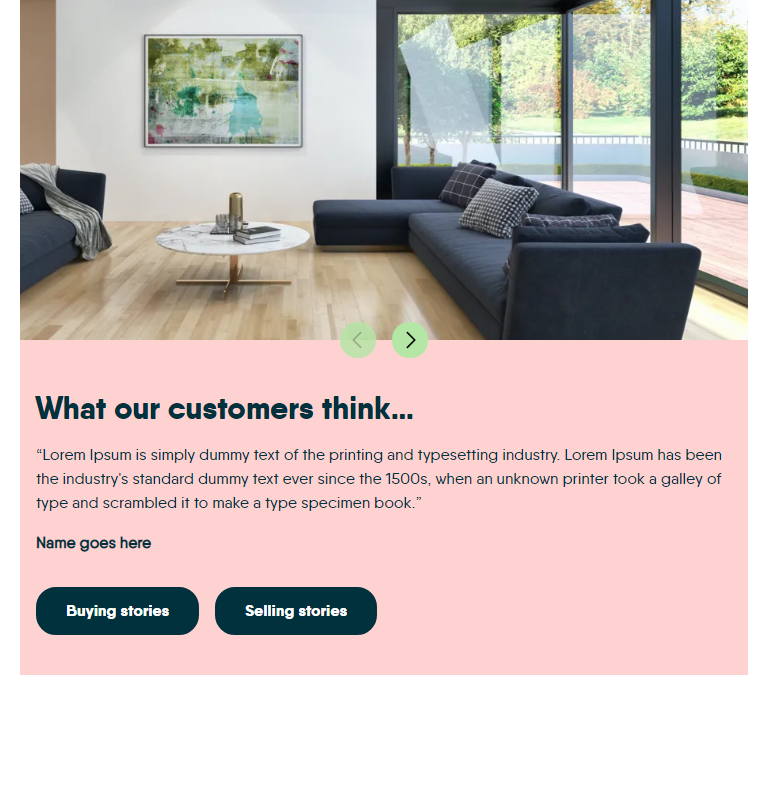 What our customers think...
“Lorem Ipsum is simply dummy text of the printing and typesetting industry. Lorem Ipsum has been
the industry's standard dummy text ever since the 1500s, when an unknown printer took a galley of
type and scrambled it to make a type specimen book.”
Name goes here
Buying stories
Selling stories